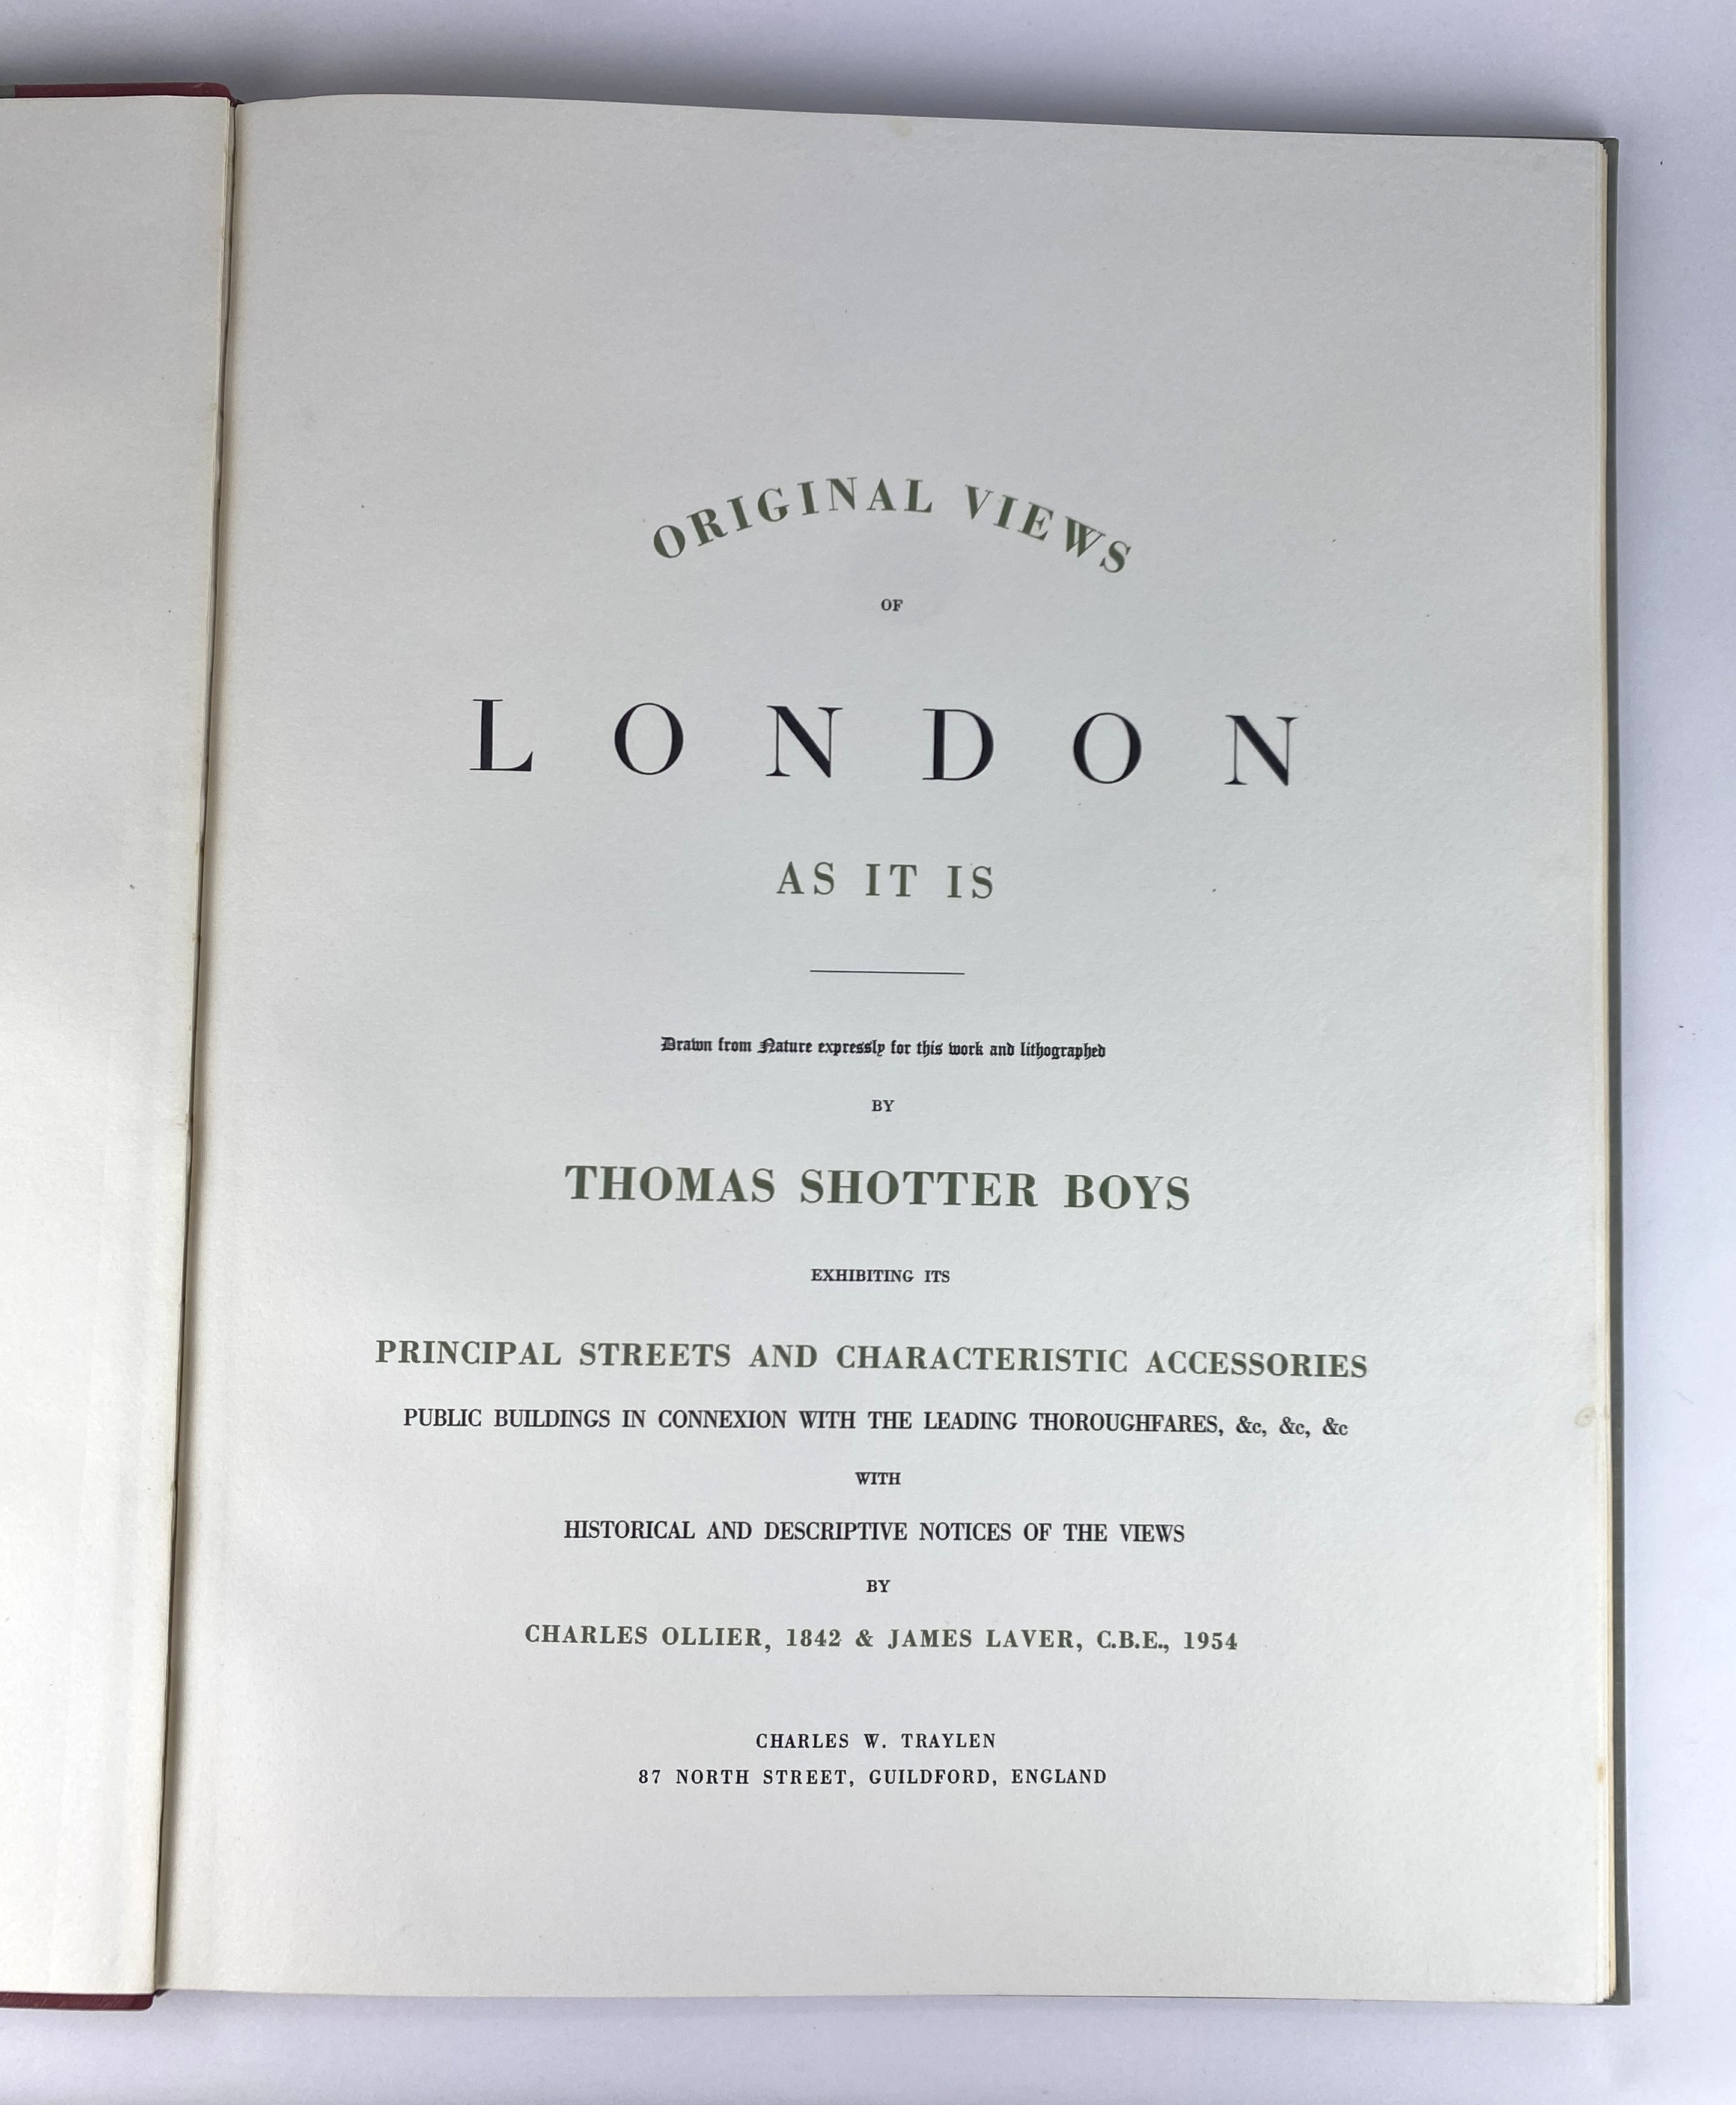 ORIGINAL VIEWS
OF
LONDON
AS IT IS
Drawn from Nature expressly for this work and lithographed
BY
THOMAS SHOTTER BOYS
EXHIBITING ITS
PRINCIPAL STREETS AND CHARACTERISTIC ACCESSORIES
PUBLIC BUILDINGS IN CONNEXION WITH THE LEADING THOROUGHFARES, &c, &c, &c
WITH
HISTORICAL AND DESCRIPTIVE NOTICES OF THE VIEWS
BY
CHARLES OLLIER, 1842 & JAMES LAVER, C.B.E., 1954
CHARLES W. TRAYLEN
87 NORTH STREET, GUILDFORD, ENGLAND